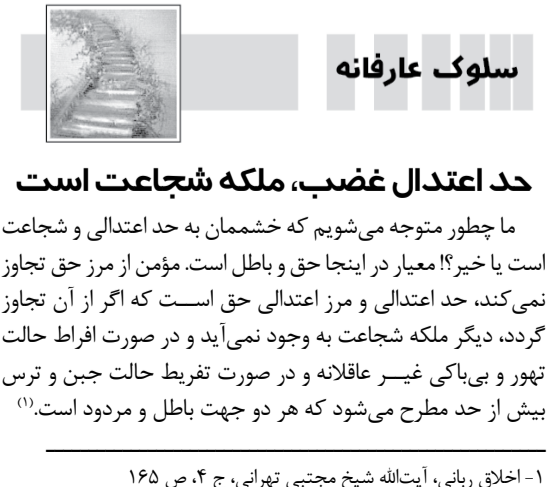 سلوک عارفانه
حد اعتدال غضب، ملکه شجاعت است
ما چطور متوجه می‌شویم که خشممان به حد اعتدالی و شجاعت
است یا خیر؟! معیار در اینجا حق و باطل است. مؤمن از مرز حق تجاوز
نمی‌کند، حد اعتدالی و مرز اعتدالی حق اســت که اگر از آن تجاوز
گردد، دیگر ملکه شجاعت به وجود نمی‌آید و در صورت افراط حالت
تهور و بی‌باکی غیــر عاقلانه و در صورت تفریط حالت جبن و ترس
بیش از حد مطرح می‌شود که هر دو جهت باطل و مردود است.(۱)
۱- اخلاق ربانی، آیت‌الله شیخ مجتبی تهرانی، ج ۴، ص ۱۶۵